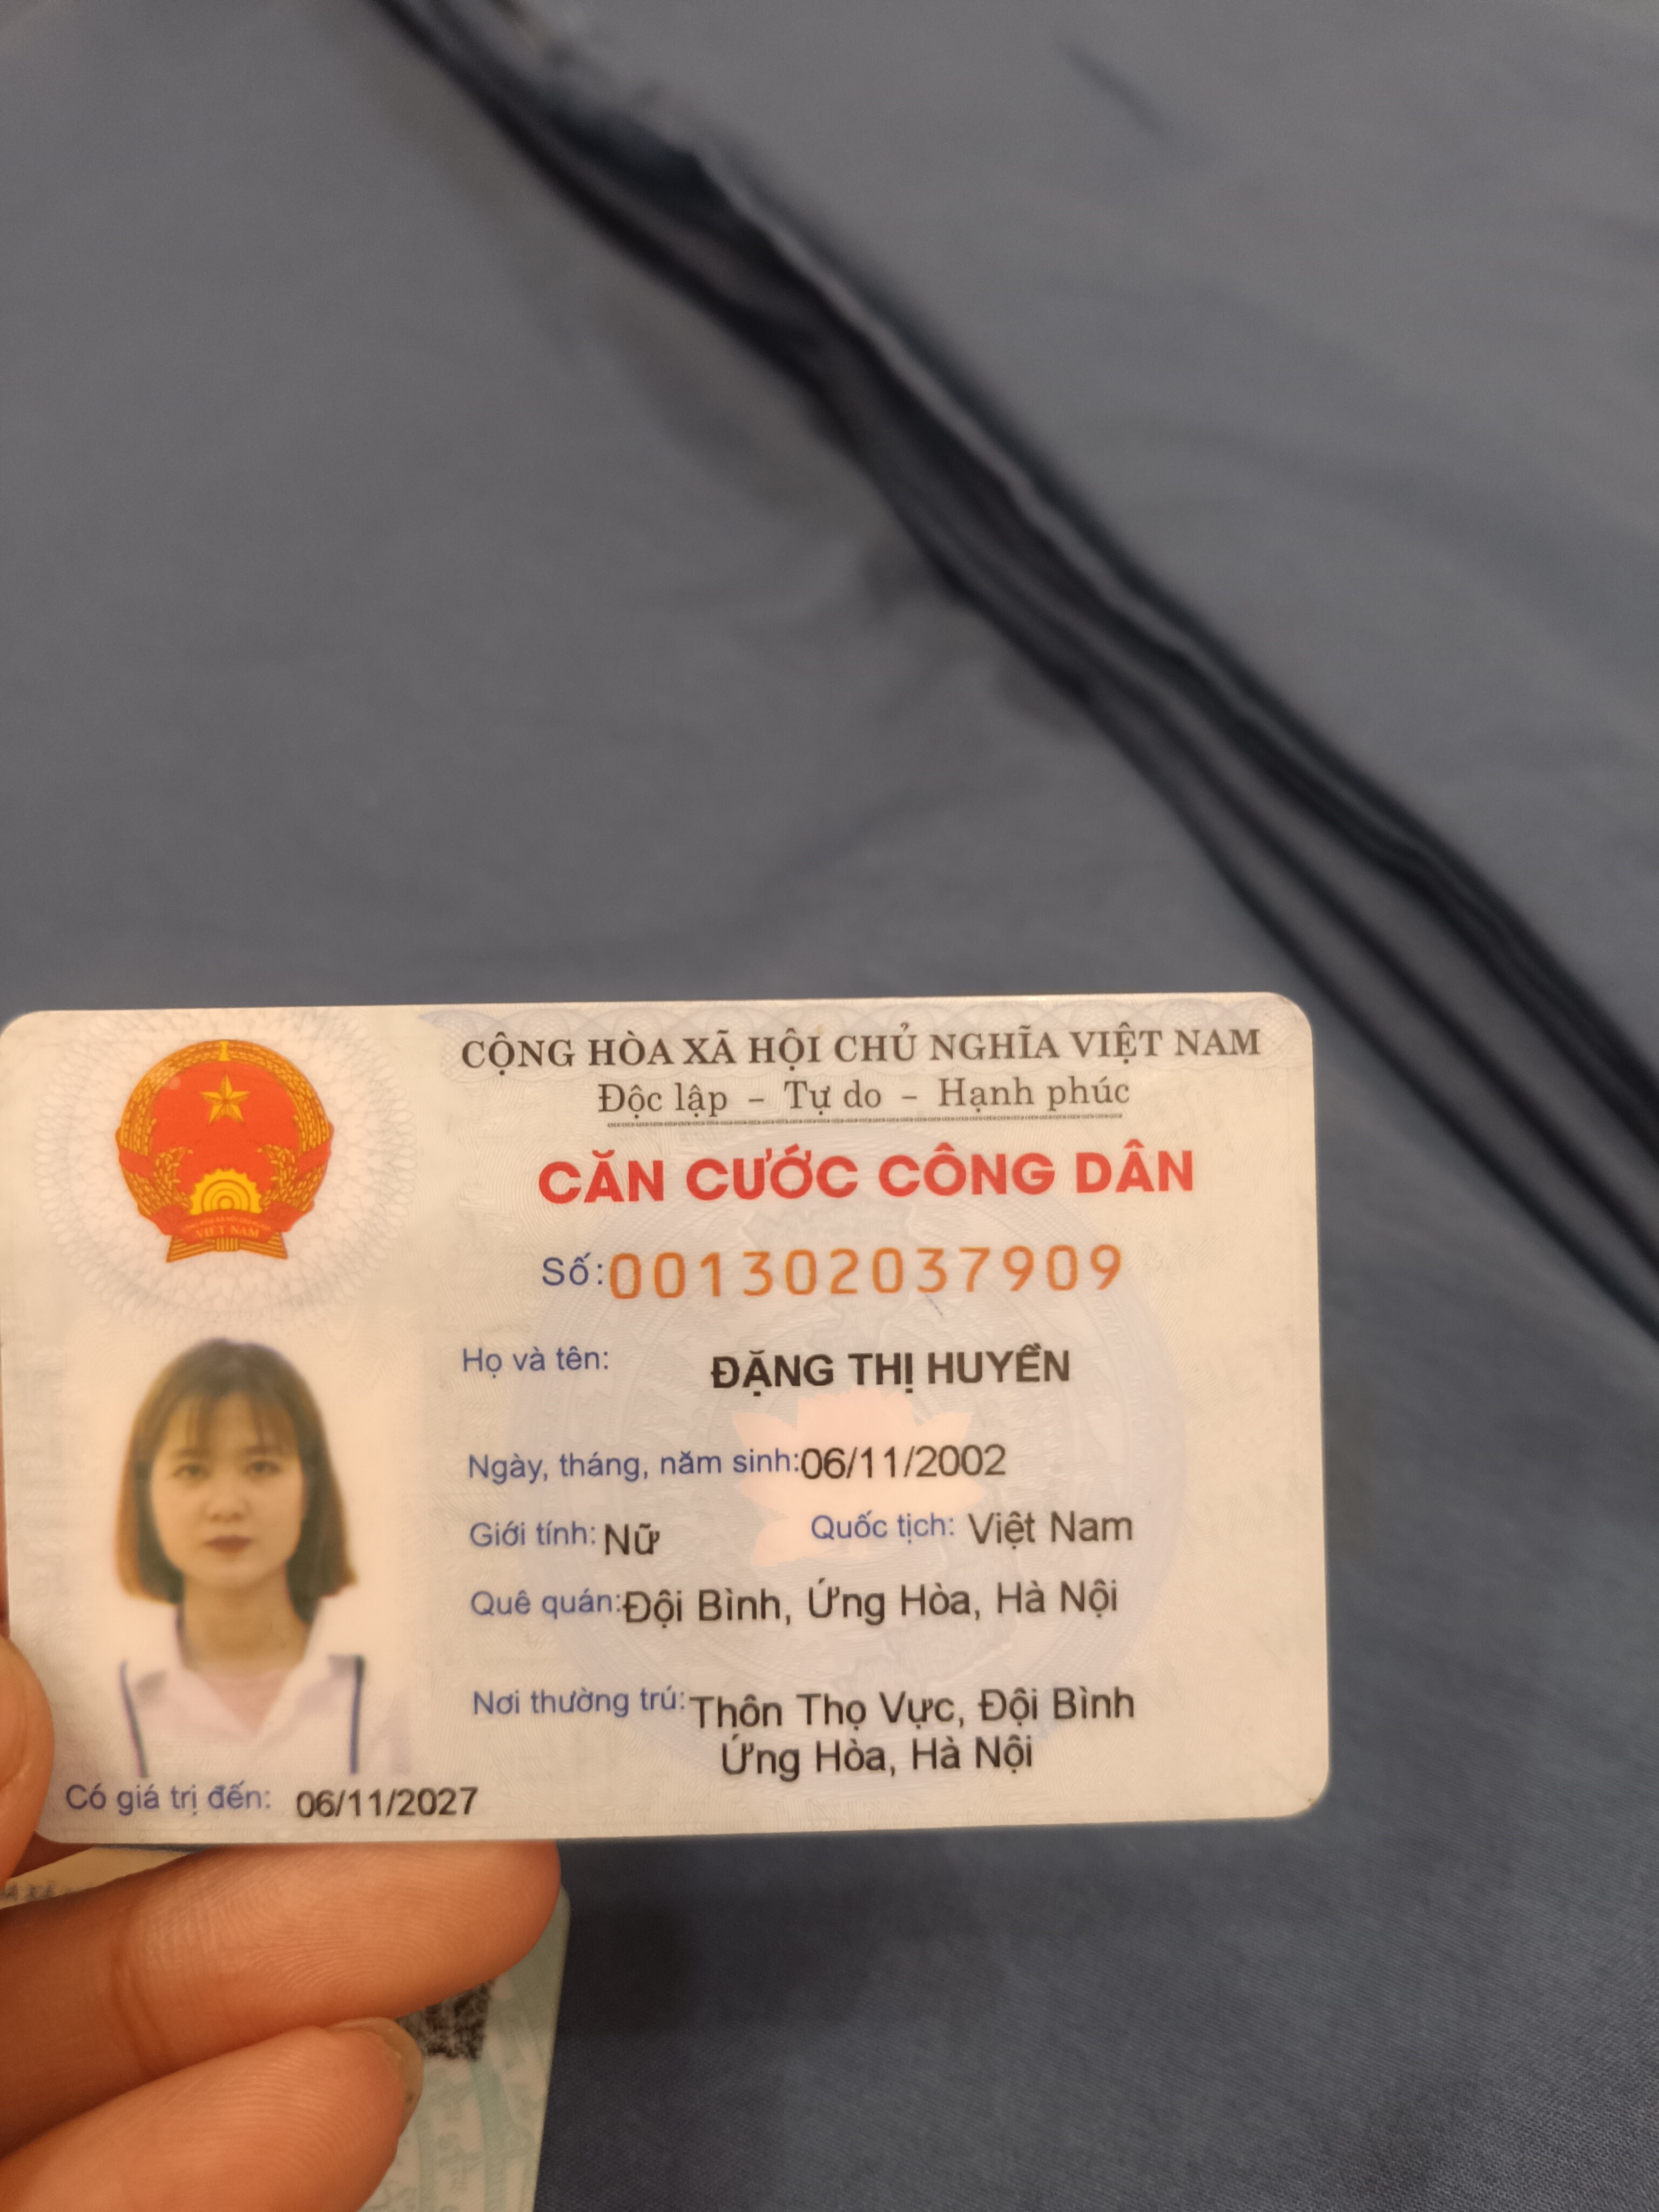 CỘNG HÒA XÃ HỘI CHỦ NGHĨA VIỆT NAM
Độc lập - Tự do - Hạnh phúc
CĂN CƯỚC CÔNG DÂN
Số: 001302037909
Họ và tên: ĐẶNG THỊ HUYỀN
Ngày, tháng, năm sinh: 06/11/2002
Giới tính: Nữ Quốc tịch: Việt Nam
Quê quán: Đội Bình, Ứng Hòa, Hà Nội
Nơi thường trú: Thôn Thọ Vực, Đội Bình
Ứng Hòa, Hà Nội
Có giá trị đến: 06/11/2027
VIỆT NAM